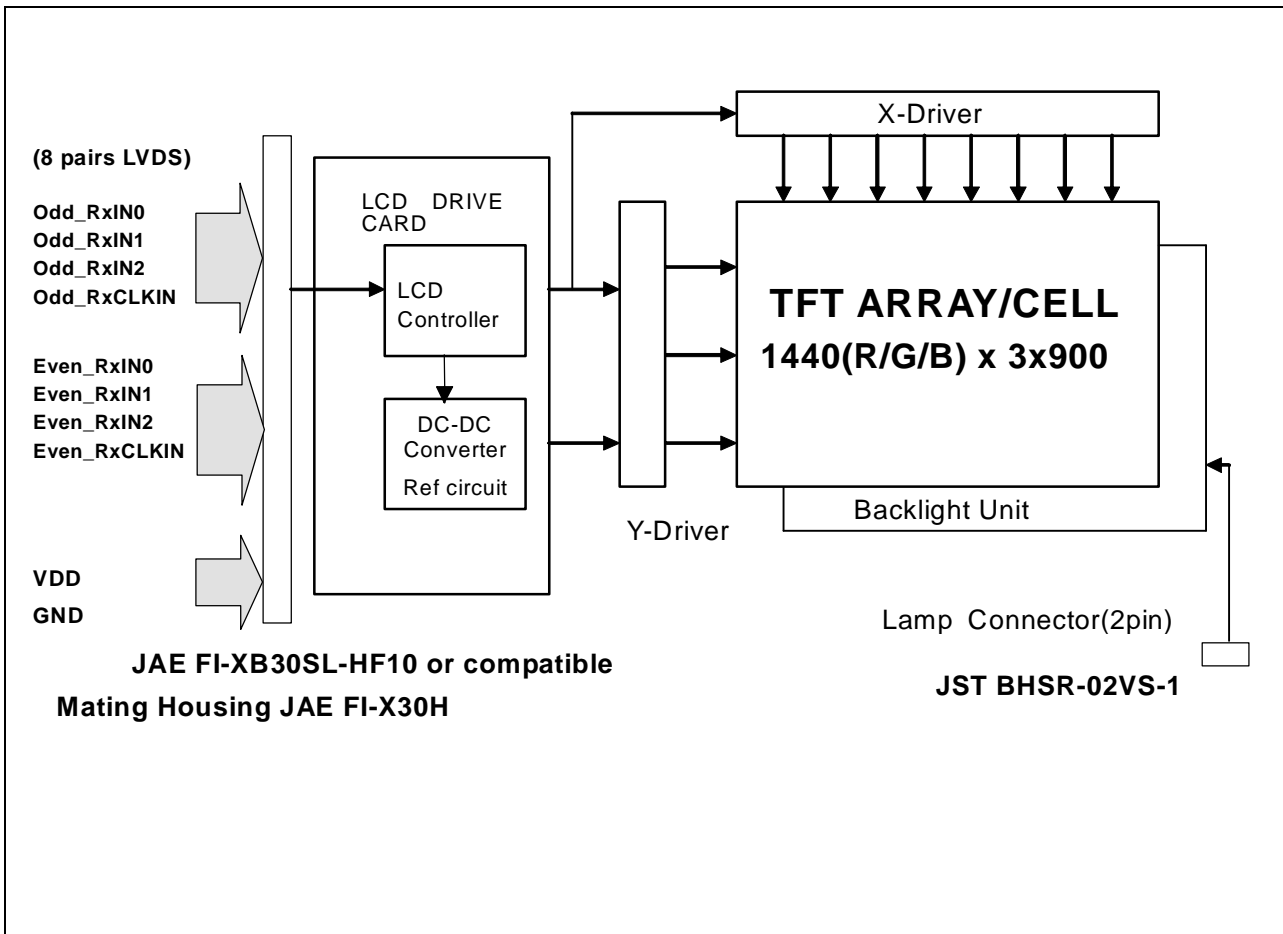 X-Driver
(8 pairs LVDS)
Odd_RxIN0
Odd_RxIN1
Odd_RxIN2
Odd_RxCLKIN
Even_RxIN0
Even_RxIN1
Even_RxIN2
Even_RxCLKIN
VDD
GND
LCD DRIVE
CARD
LCD
Controller
DC-DC
Converter
Ref circuit
Y-Driver
TFT ARRAY/CELL
1440(R/G/B) x 3x900
Backlight Unit
Lamp Connector(2pin)
JST BHSR-02VS-1
JAE FI-XB30SL-HF10 or compatible
Mating Housing JAE FI-X30H